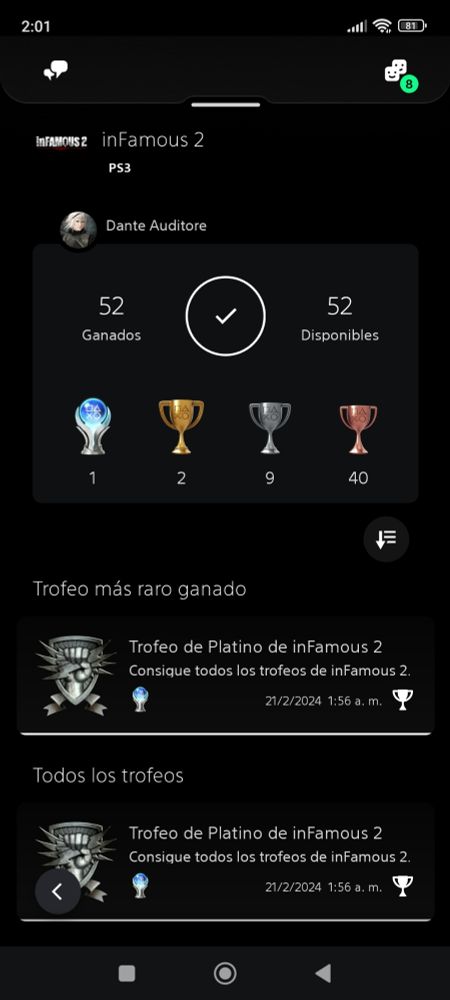 2:01
81
8
inFAMOUS 2
inFamous 2
PS3
Dante Auditore
52
Ganados
52
Disponibles
1
2
9
40
Trofeo más raro ganado
Trofeo de Platino de inFamous 2
Consigue todos los trofeos de inFamous 2.
21/2/2024 1:56 a. m.
Todos los trofeos
Trofeo de Platino de inFamous 2
Consigue todos los trofeos de inFamous 2.
21/2/2024 1:56 a. m.